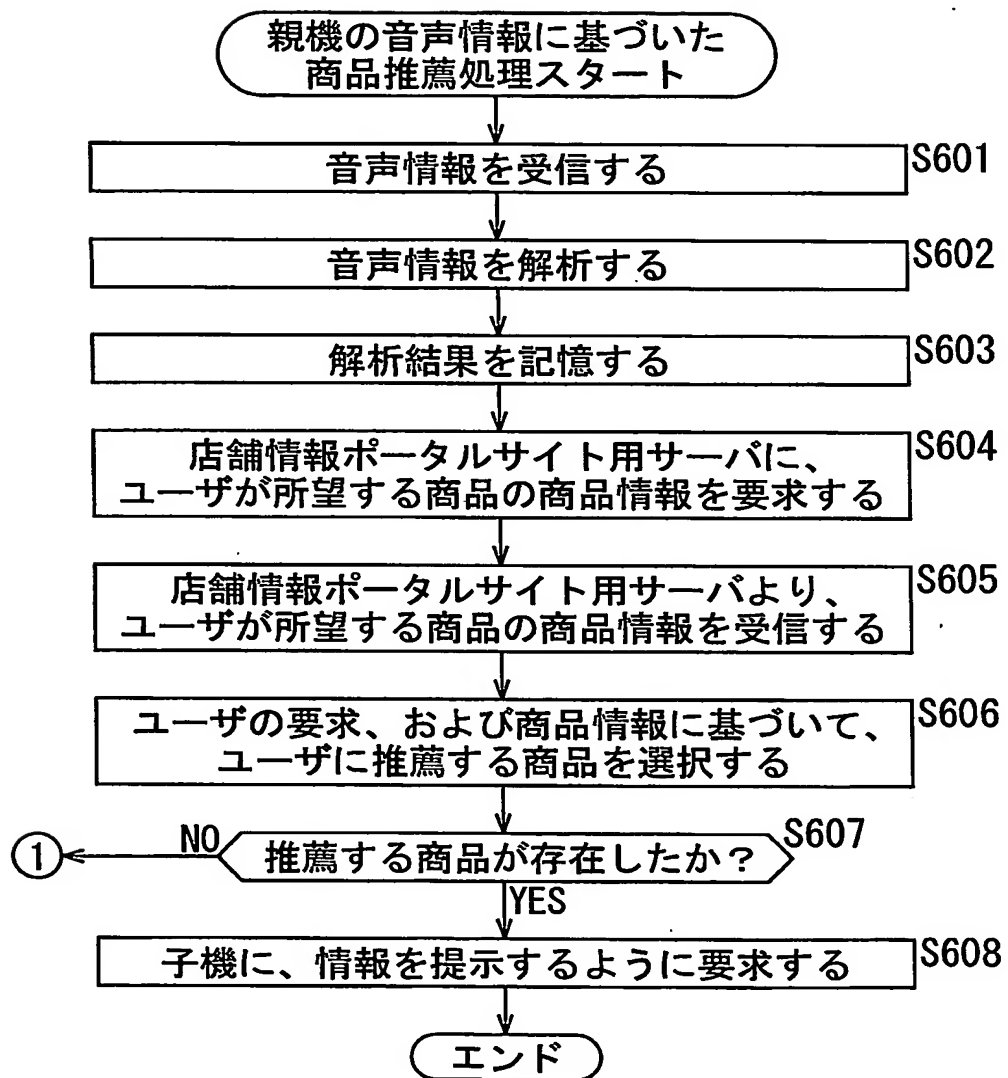 親機の音声情報に基づいた
商品推薦処理スタート
音声情報を受信する
S601
音声情報を解析する
S602
解析結果を記憶する
S603
店舗情報ポータルサイト用サーバに、
ユーザが所望する商品の商品情報を要求する
S604
店舗情報ポータルサイト用サーバより、
ユーザが所望する商品の商品情報を受信する
S605
ユーザの要求、および商品情報に基づいて、
ユーザに推薦する商品を選択する
S606
推薦する商品が存在したか?
S607
NO
1
YES
子機に、情報を提示するように要求する
S608
エンド